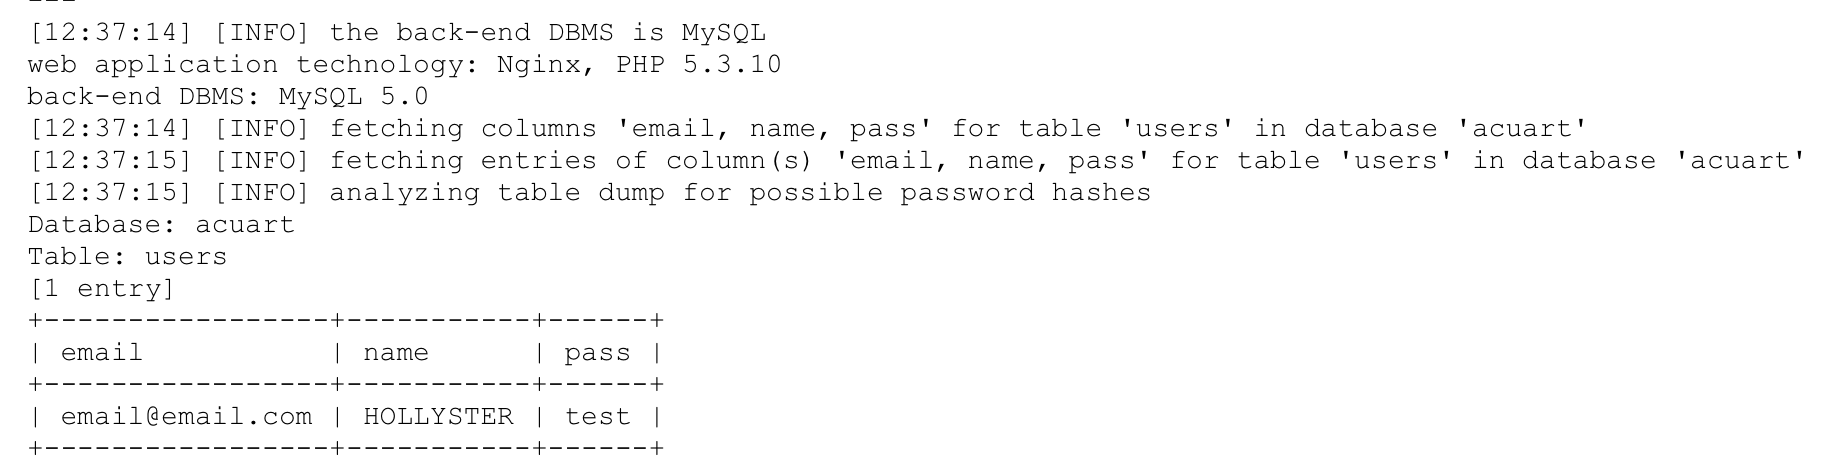 ---
[12:37:14] [INFO] the back-end DBMS is MySQL
web application technology: Nginx, PHP 5.3.10
back-end DBMS: MySQL 5.0
[12:37:14] [INFO] fetching columns 'email, name, pass' for table 'users' in database 'acuart'
[12:37:15] [INFO] fetching entries of column(s) 'email, name, pass' for table 'users' in database 'acuart'
[12:37:15] [INFO] analyzing table dump for possible password hashes
Database: acuart
Table: users
[1 entry]
+-----------------+-----------+------+
| email           | name      | pass |
+-----------------+-----------+------+
| email@email.com | HOLLYSTER | test |
+-----------------+-----------+------+